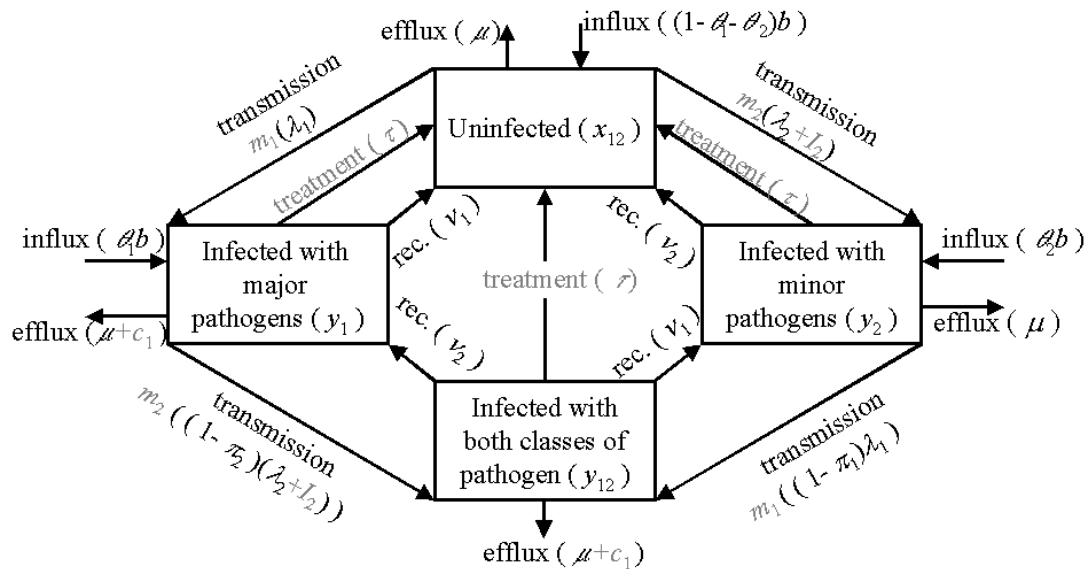 efflux ( μ)
influx ((1- θ₁- θ₂)b)
transmission
m₁(λ₁)
treatment ( τ)
Uninfected ( x₁₂)
transmission
m₂(λ₂+I₂)
treatment ( τ)
influx ( θ₁b)
Infected with
major
pathogens ( y₁)
efflux ( μ+c₁)
rec. ( ν₁)
rec. ( ν₂)
treatment ( τ)
rec. ( ν₂)
rec. ( ν₁)
Infected with
minor
pathogens ( y₂)
influx ( θ₂b)
efflux ( μ)
transmission
m₂ (((1- π₂)(λ₂+I₂))
Infected with
both classes of
pathogen ( y₁₂)
transmission
m₁((1- π₁)λ₁)
efflux ( μ+c₁)